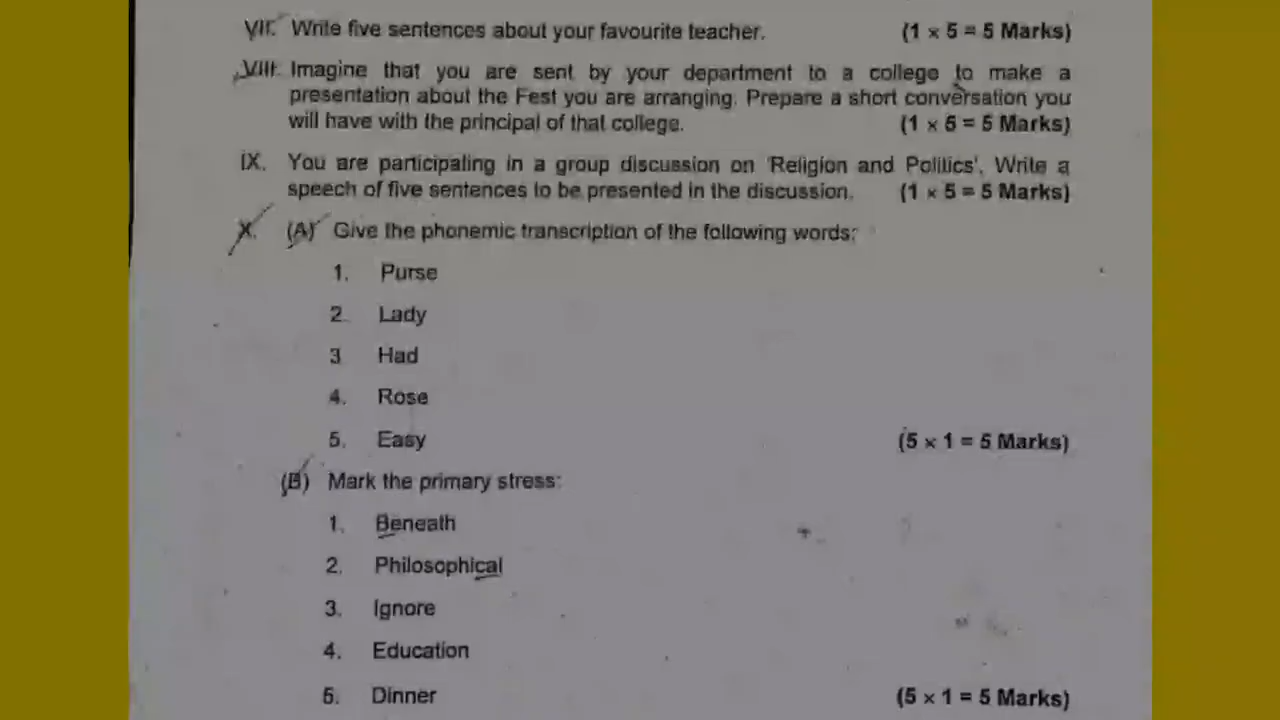 VII. Write five sentences about your favourite teacher. (1 × 5 = 5 Marks)
VIII. Imagine that you are sent by your department to a college to make a
presentation about the Fest you are arranging. Prepare a short conversation you
will have with the principal of that college. (1 × 5 = 5 Marks)
IX. You are participating in a group discussion on 'Religion and Politics'. Write a
speech of five sentences to be presented in the discussion. (1 × 5 = 5 Marks)
X. (A) Give the phonemic transcription of the following words:
1. Purse
2. Lady
3 Had
4. Rose
5. Easy (5 × 1 = 5 Marks)
(B) Mark the primary stress:
1. Beneath
2. Philosophical
3. Ignore
4. Education
5. Dinner (5 × 1 = 5 Marks)